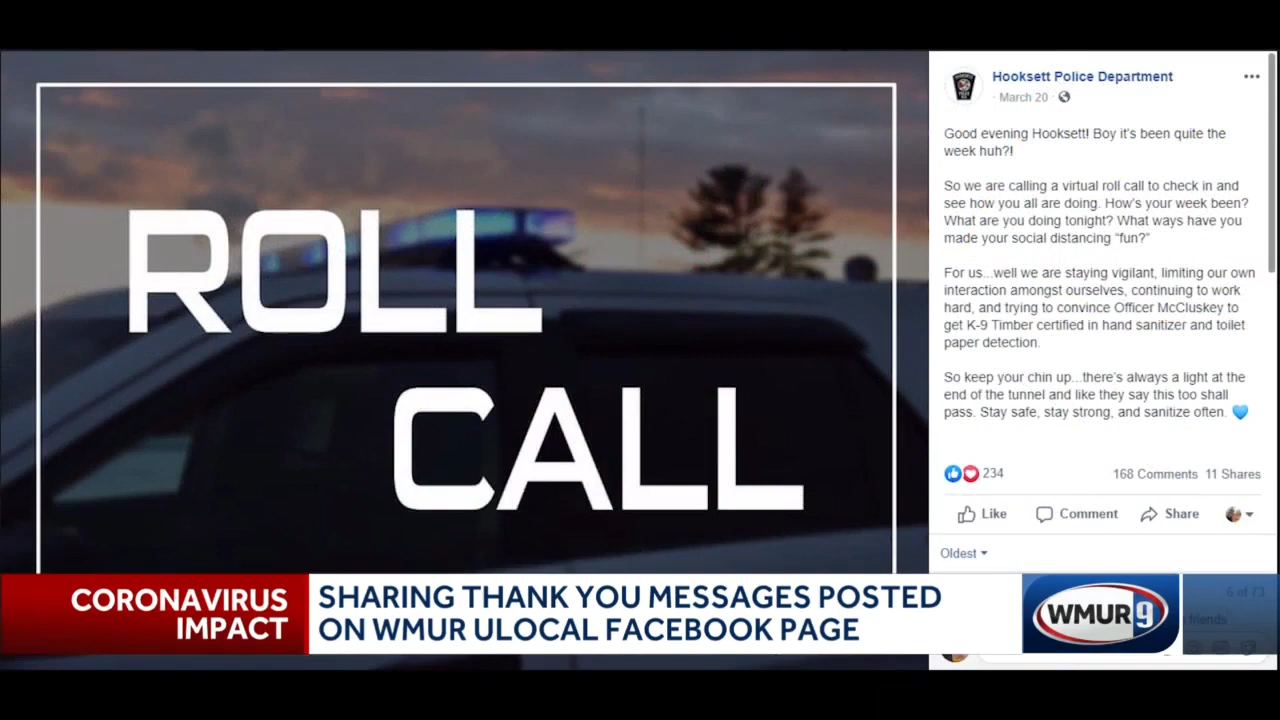 ROLL
CALL
Hooksett Police Department
March 20
Good evening Hooksett! Boy it's been quite the
week huh?!
So we are calling a virtual roll call to check in and
see how you all are doing. How's your week been?
What are you doing tonight? What ways have you
made your social distancing "fun?"
For us...well we are staying vigilant, limiting our own
interaction amongst ourselves, continuing to work
hard, and trying to convince Officer McCluskey to
get K-9 Timber certified in hand sanitizer and toilet
paper detection.
So keep your chin up...there's always a light at the
end of the tunnel and like they say this too shall
pass. Stay safe, stay strong, and sanitize often.
234
168 Comments 11 Shares
Like Comment Share
Oldest
6 of 73
friends
CORONAVIRUS
IMPACT
SHARING THANK YOU MESSAGES POSTED
ON WMUR ULOCAL FACEBOOK PAGE
WMUR 9